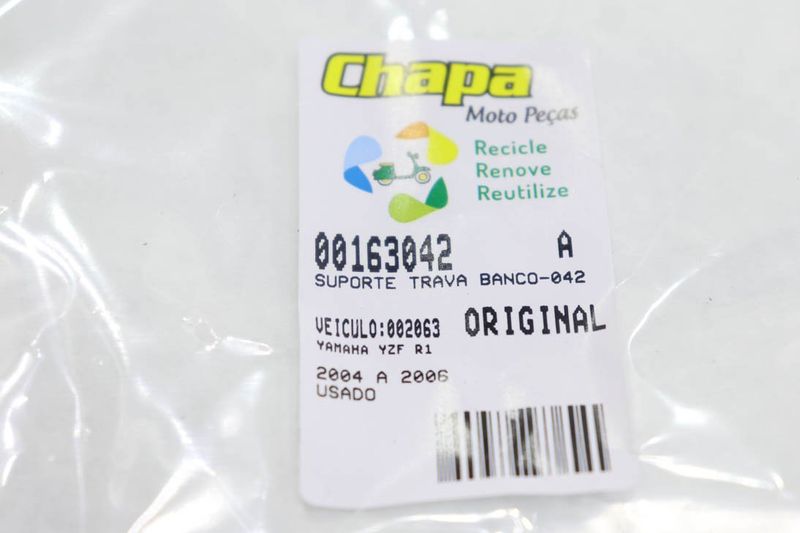 Chapa
Moto Peças
Recicle
Renove
Reutilize
00163042 A
SUPORTE TRAVA BANCO-042
VEICULO:002063 ORIGINAL
YAMAHA YZF R1
2004 A 2006
USADO